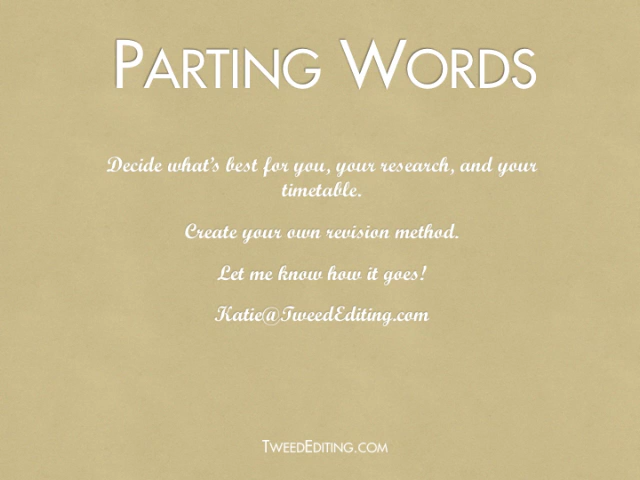 PARTING WORDS
Decide what's best for you, your research, and your
timetable.
Create your own revision method.
Let me know how it goes!
Katie@TweedEditing.com
TWEEDEDITING.COM